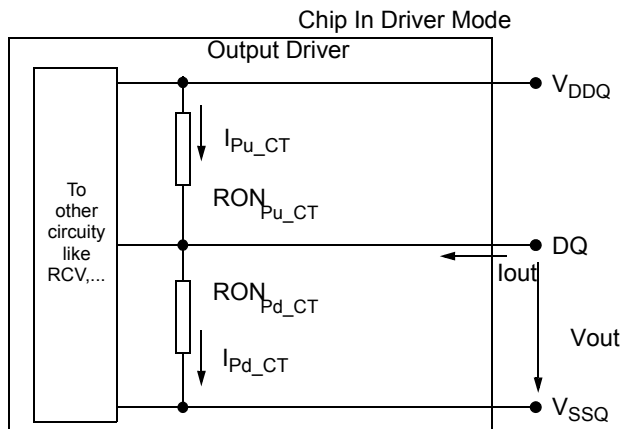 Chip In Driver Mode
Output Driver
VDDQ
IPu_CT
RONPu_CT
To
other
circuity
like
RCV,...
DQ
Iout
RONPd_CT
Vout
IPd_CT
VSSQ